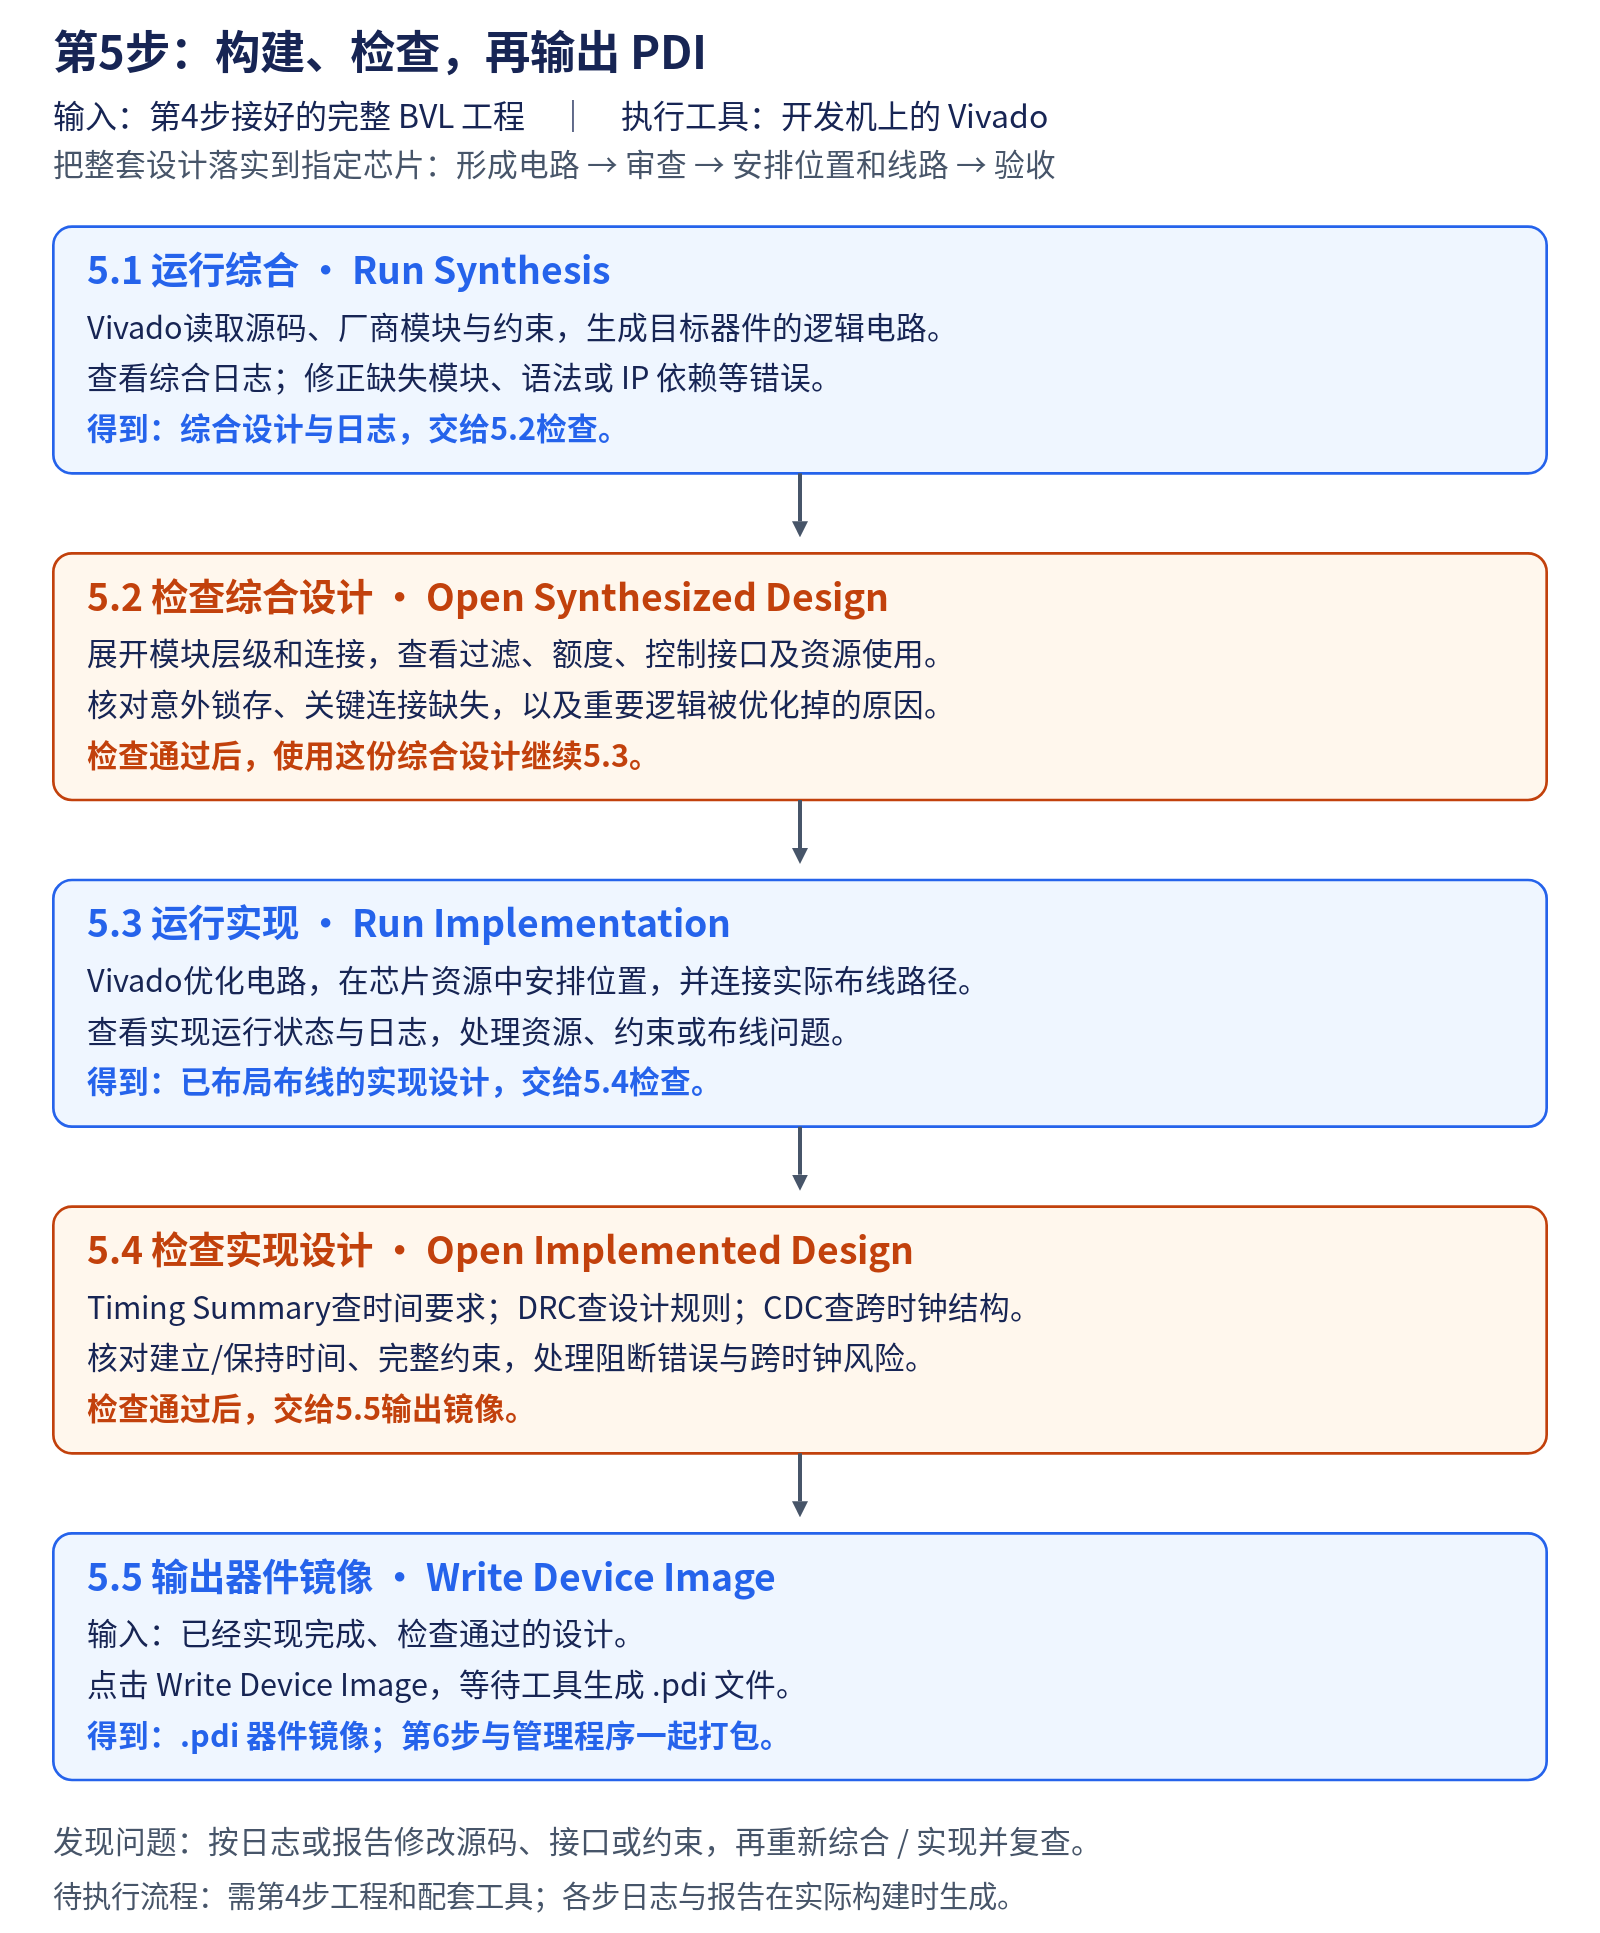 第5步：构建、检查，再输出 PDI
输入：第4步接好的完整 BVL 工程 ｜ 执行工具：开发机上的 Vivado
把整套设计落实到指定芯片：形成电路 → 审查 → 安排位置和线路 → 验收
5.1 运行综合 · Run Synthesis
Vivado读取源码、厂商模块与约束，生成目标器件的逻辑电路。
查看综合日志；修正缺失模块、语法或 IP 依赖等错误。
得到：综合设计与日志，交给5.2检查。
5.2 检查综合设计 · Open Synthesized Design
展开模块层级和连接，查看过滤、额度、控制接口及资源使用。
核对意外锁存、关键连接缺失，以及重要逻辑被优化掉的原因。
检查通过后，使用这份综合设计继续5.3。
5.3 运行实现 · Run Implementation
Vivado优化电路，在芯片资源中安排位置，并连接实际布线路径。
查看实现运行状态与日志，处理资源、约束或布线问题。
得到：已布局布线的实现设计，交给5.4检查。
5.4 检查实现设计 · Open Implemented Design
Timing Summary查时间要求；DRC查设计规则；CDC查跨时钟结构。
核对建立/保持时间、完整约束，处理阻断错误与跨时钟风险。
检查通过后，交给5.5输出镜像。
5.5 输出器件镜像 · Write Device Image
输入：已经实现完成、检查通过的设计。
点击 Write Device Image，等待工具生成 .pdi 文件。
得到：.pdi 器件镜像；第6步与管理程序一起打包。
发现问题：按日志或报告修改源码、接口或约束，再重新综合 / 实现并复查。
待执行流程：需第4步工程和配套工具；各步日志与报告在实际构建时生成。